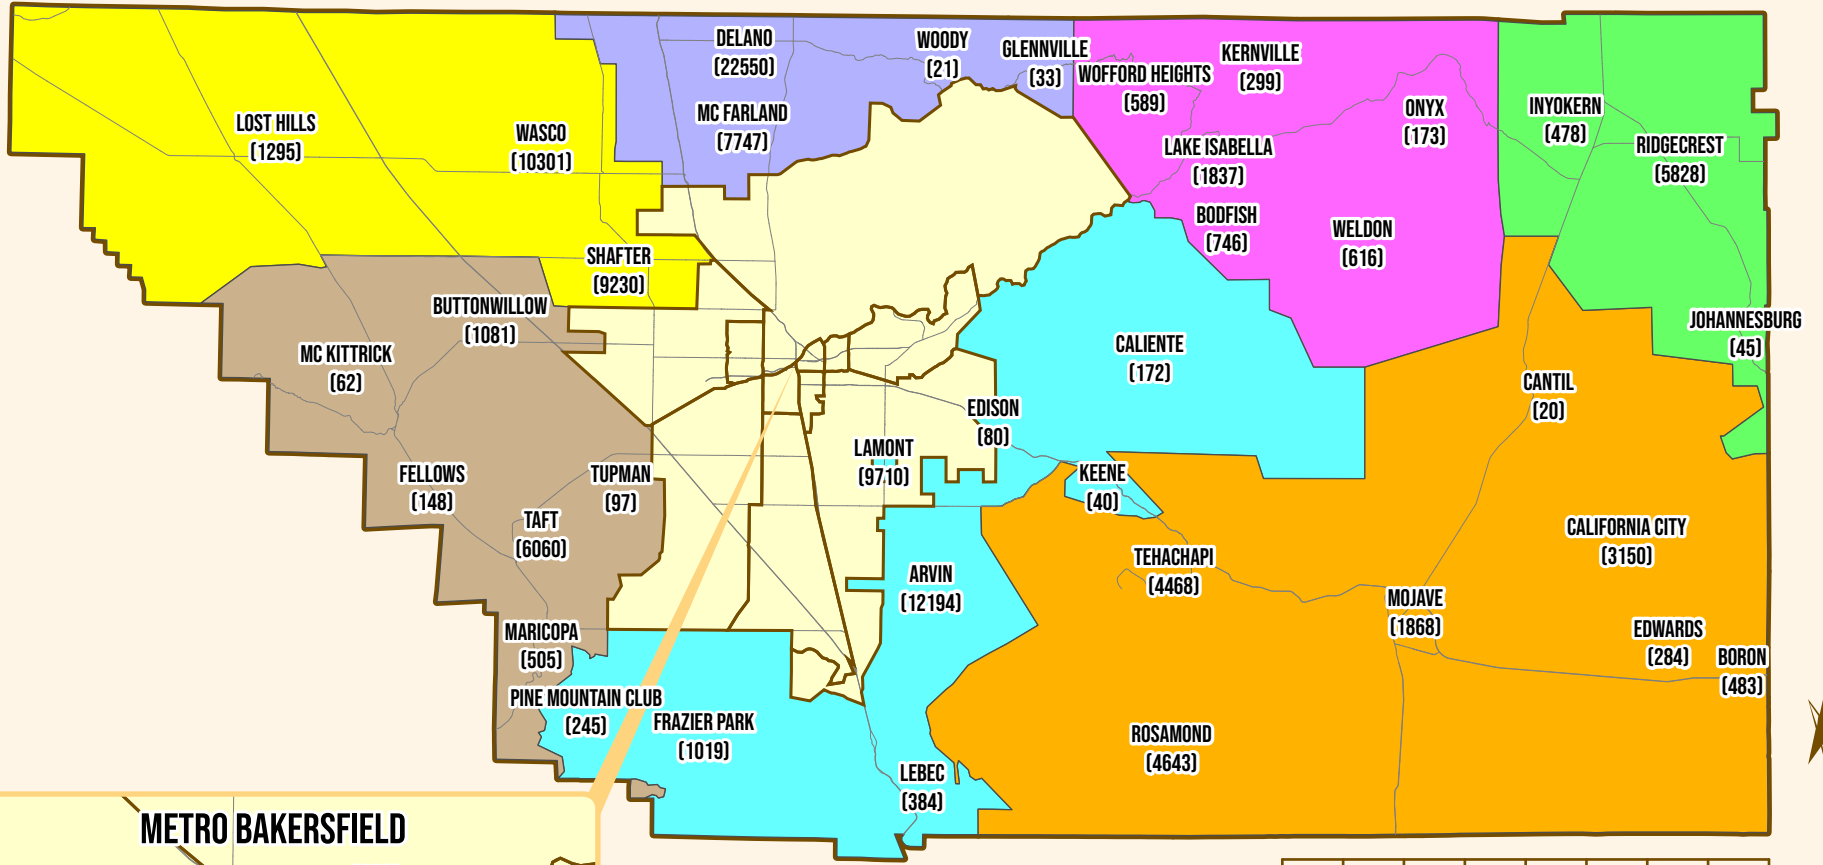 DELANO
(22550)
WOODY
(21)
GLENNVILLE
(33)
WOFFORD HEIGHTS
(589)
KERNVILLE
(299)
ONYX
(173)
INYOKERN
(478)
RIDGECREST
(5828)
LOST HILLS
(1295)
WASCO
(10301)
MC FARLAND
(7747)
LAKE ISABELLA
(1837)
BODFISH
(746)
WELDON
(616)
SHAFTER
(9230)
BUTTONWILLOW
(1081)
MC KITTRICK
(62)
CALIENTE
(172)
JOHANNESBURG
(45)
CANTIL
(20)
EDISON
(80)
LAMONT
(9710)
KEENE
(40)
FELLOWS
(148)
TUPMAN
(97)
TAFT
(6060)
CALIFORNIA CITY
(3150)
TEHACHAPI
(4468)
ARVIN
(12194)
MOJAVE
(1868)
EDWARDS
(284)
BORON
(483)
MARICOPA
(505)
PINE MOUNTAIN CLUB
(245)
FRAZIER PARK
(1019)
ROSAMOND
(4643)
LEBEC
(384)
METRO BAKERSFIELD